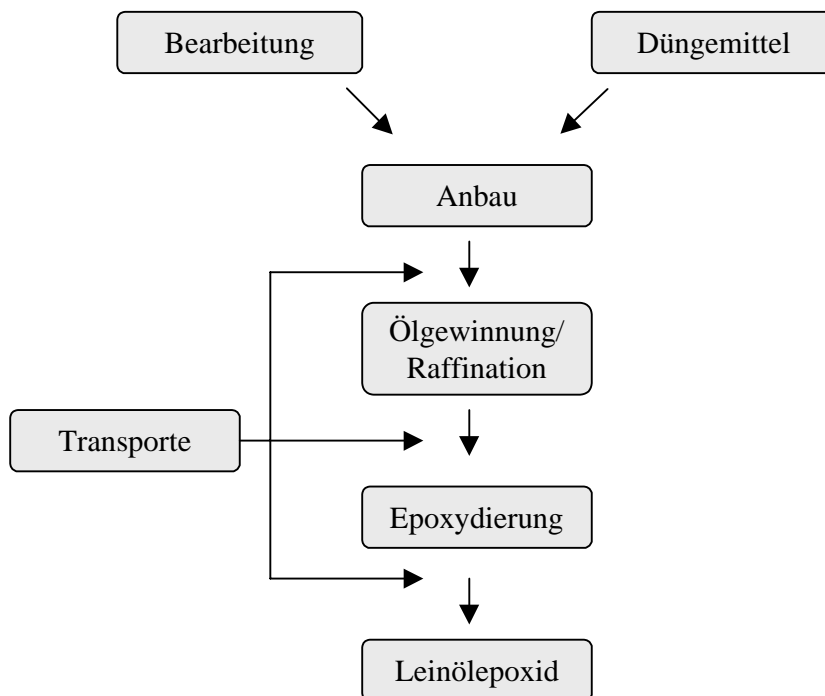 Bearbeitung
Düngemittel
Anbau
Ölgewinnung/
Raffination
Transporte
Epoxydierung
Leinölepoxid